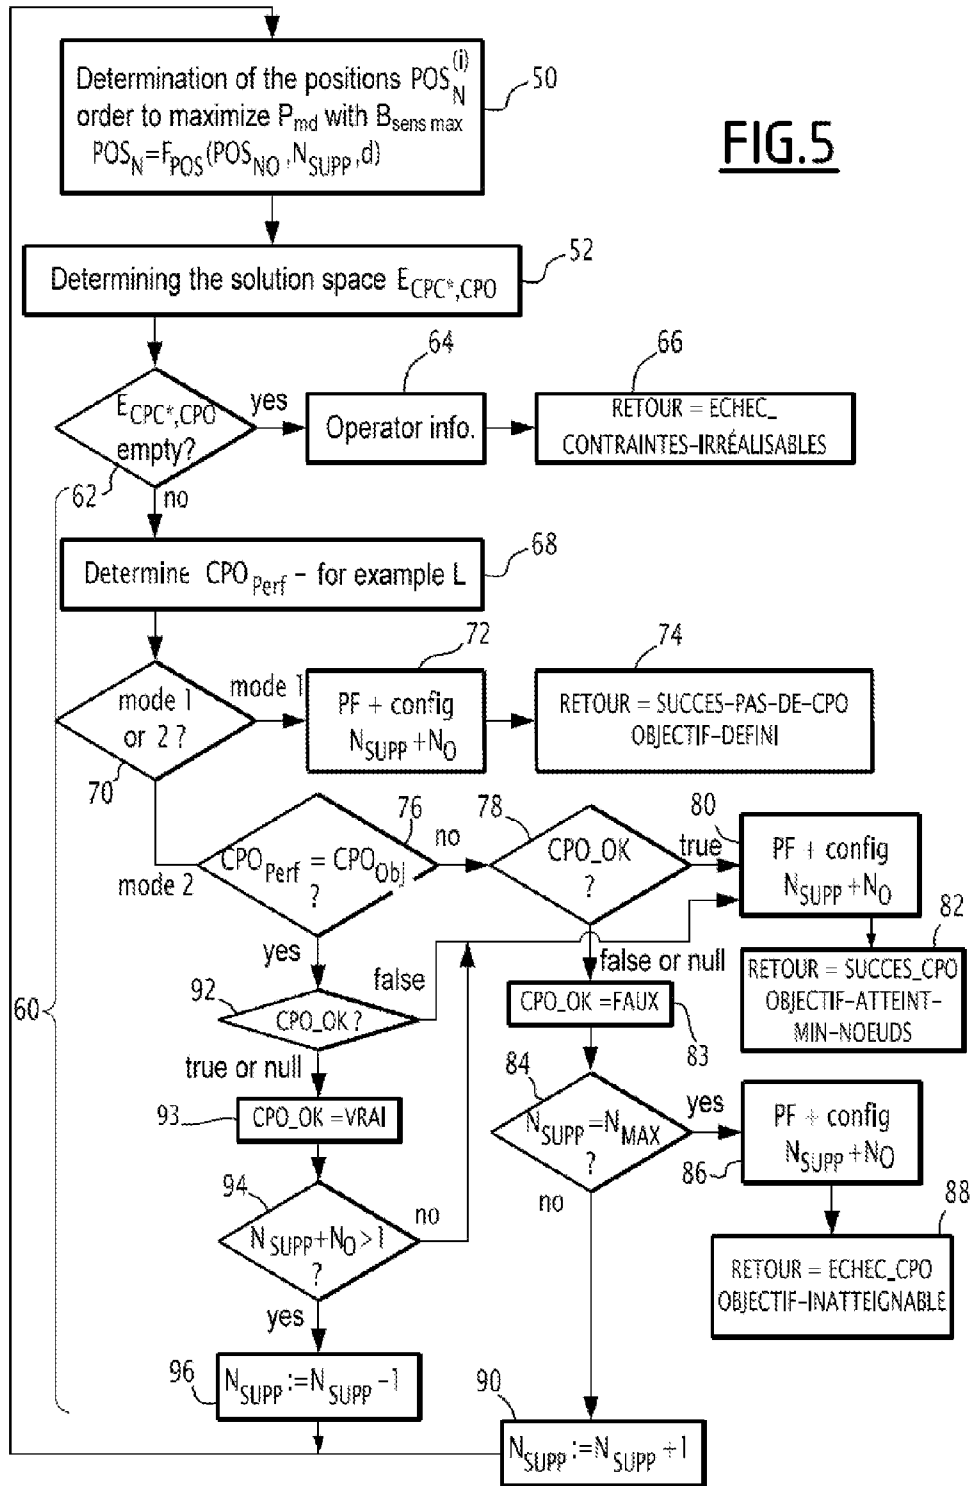 Determination of the positions POS_N^(i)
order to maximize P_md with B_sens max
POS_N=F_POS(POS_NO,N_SUPP,d)
50
FIG.5
Determining the solution space E_CPC*,CPO
52
E_CPC*,CPO
empty?
62
yes
no
64
Operator info.
66
RETOUR = ECHEC_
CONTRAINTES-IRRÉALISABLES
Determine CPO_Perf - for example L
68
mode 1
or 2 ?
70
mode 1
mode 2
72
PF + config
N_SUPP+N_O
74
RETOUR = SUCCES-PAS-DE-CPO
OBJECTIF-DEFINI
76
CPO_Perf = CPO_Obj
?
no
yes
78
CPO_OK
?
true
false or null
80
PF + config
N_SUPP+N_O
82
RETOUR = SUCCES_CPO
OBJECTIF-ATTEINT-
MIN-NOEUDS
60
92
CPO_OK ?
false
true or null
CPO_OK =FAUX
83
93
CPO_OK =VRAI
84
N_SUPP=N_MAX
?
yes
no
PF + config
N_SUPP+N_O
86
94
N_SUPP+N_O>1
?
no
yes
88
RETOUR = ECHEC_CPO
OBJECTIF-INATTEIGNABLE
96
N_SUPP:=N_SUPP-1
90
N_SUPP:=N_SUPP+1